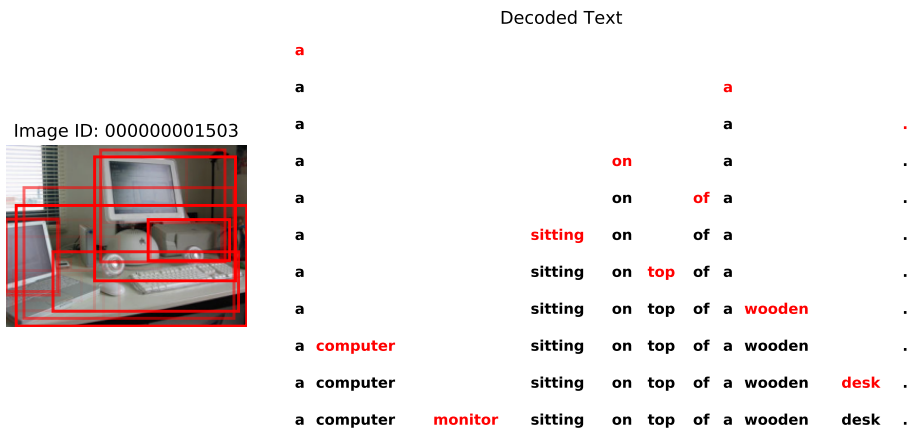 Decoded Text
a
a a
Image ID: 000000001503
a a .
a on a .
a on of a .
a sitting on of a .
a sitting on top of a .
a sitting on top of a wooden .
a computer sitting on top of a wooden .
a computer sitting on top of a wooden desk .
a computer monitor sitting on top of a wooden desk .